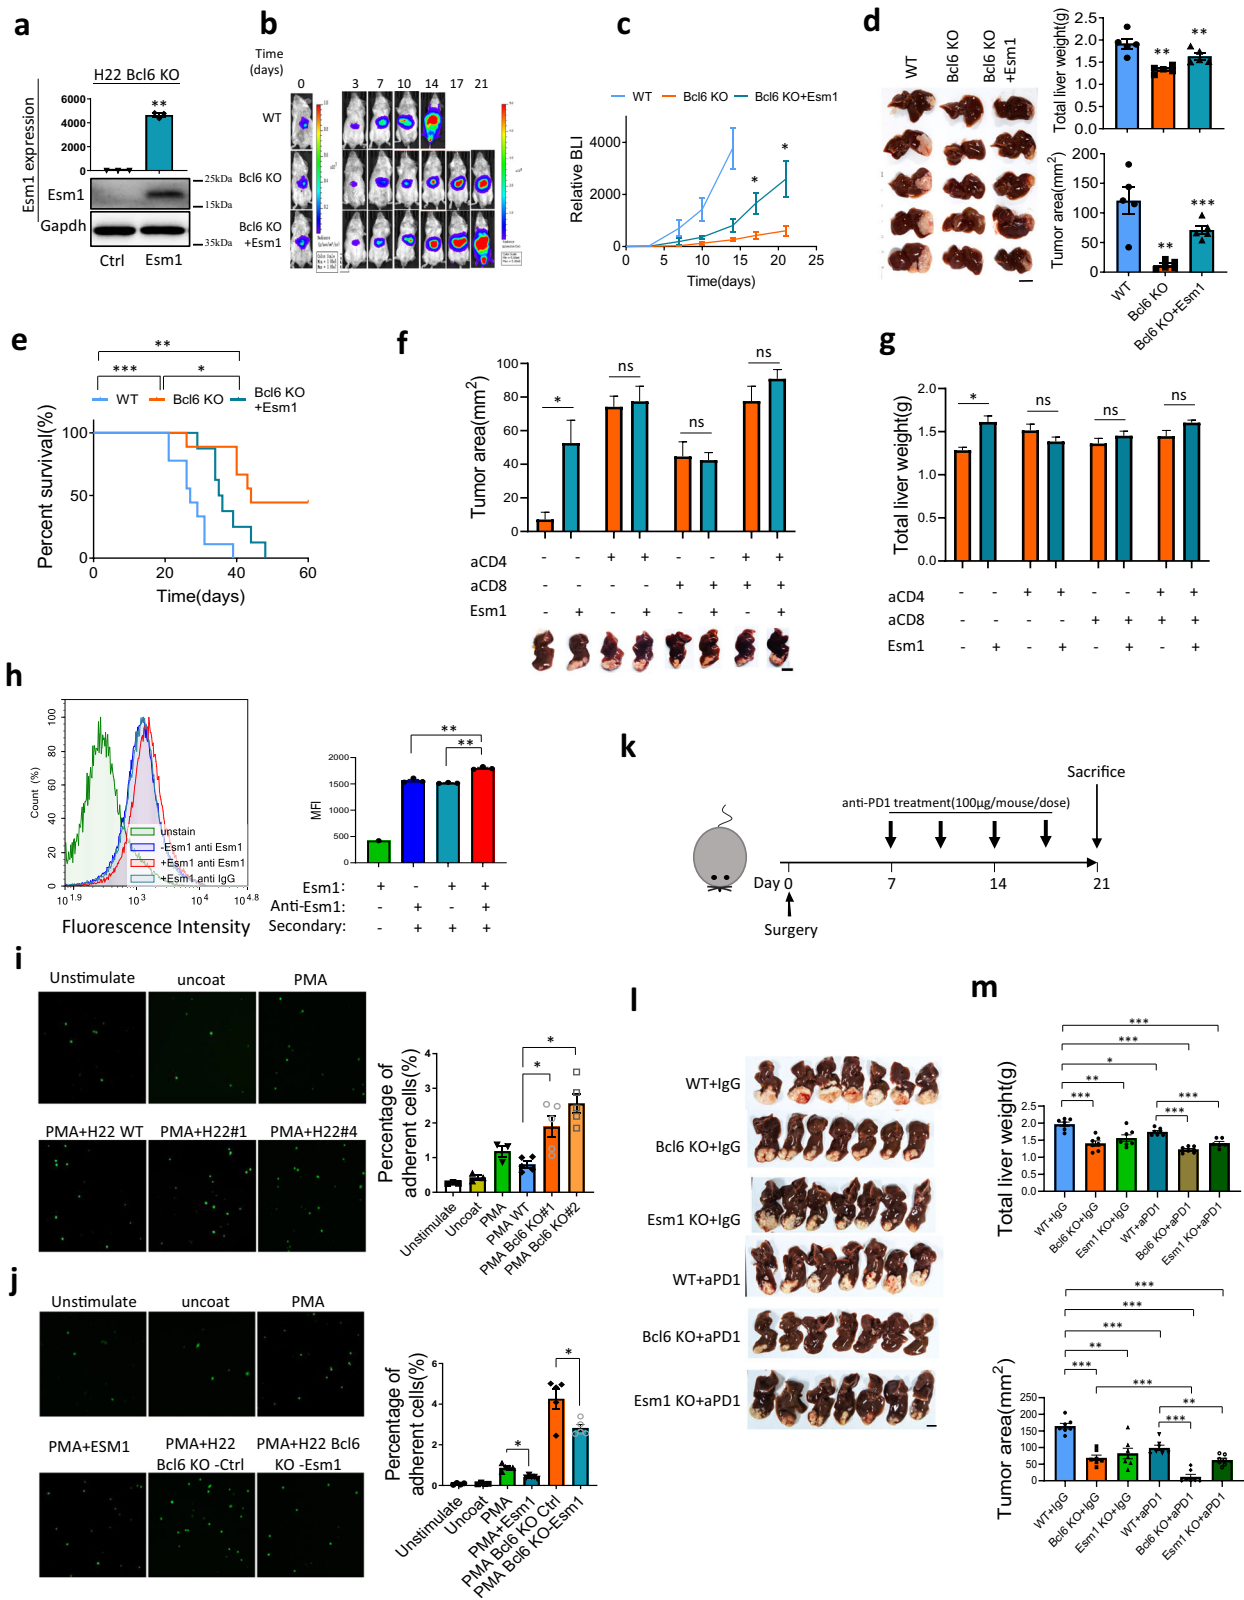 a
H22 Bcl6 KO
Esm1 expression
6000
4000
2000
0
**
Esm1
25kDa
15kDa
Gapdh
35kDa
Ctrl Esm1
b
Time
(days)
0 3 7 10 14 17 21
WT
Bcl6 KO
Bcl6 KO
+Esm1
c
WT Bcl6 KO Bcl6 KO+Esm1
Relative BLI
4000
2000
0
* *
0 5 10 15 20 25
Time(days)
d
WT
Bcl6 KO
Bcl6 KO
+Esm1
Total liver weight(g)
2.5
2.0
1.5
1.0
0.5
0.0
** **
Tumor area(mm2)
200
150
100
50
0
** ***
WT
Bcl6 KO
Bcl6 KO+Esm1
e
**
*** *
WT Bcl6 KO Bcl6 KO
+Esm1
Percent survival(%)
100
50
0
0 20 40 60
Time(days)
f
Tumor area(mm2)
100
80
60
40
20
0
* ns ns ns
aCD4 - - + + - - + +
aCD8 - - - - + + + +
Esm1 - + - + - + - +
g
Total liver weight(g)
2.0
1.5
1.0
0.5
0.0
* ns ns ns
aCD4 - - + + - - + +
aCD8 - - - - + + + +
Esm1 - + - + - + - +
h
Count (%)
100
80
60
40
20
0
unstain
-Esm1 anti Esm1
+Esm1 anti Esm1
+Esm1 anti IgG
10^1.9 10^3 10^4 10^4.8
Fluorescence Intensity
MFI
2000
1500
1000
500
0
**
**
Esm1: + - + +
Anti-Esm1: - + - +
Secondary: - + + +
k
anti-PD1 treatment(100μg/mouse/dose)
Sacrifice
Day 0 7 14 21
Surgery
i
Unstimulate uncoat PMA
PMA+H22 WT PMA+H22#1 PMA+H22#4
Percentage of
adherent cells(%)
4
3
2
1
0
*
*
Unstimulate
Uncoat
PMA
PMA WT
PMA Bcl6 KO#1
PMA Bcl6 KO#2
j
Unstimulate uncoat PMA
PMA+ESM1 PMA+H22
Bcl6 KO -Ctrl
PMA+H22 Bcl6
KO -Esm1
Percentage of
adherent cells(%)
6
4
2
0
*
*
Unstimulate
Uncoat
PMA
PMA+Esm1
PMA Bcl6 KO Ctrl
PMA Bcl6 KO-Esm1
l
WT+IgG
Bcl6 KO+IgG
Esm1 KO+IgG
WT+aPD1
Bcl6 KO+aPD1
Esm1 KO+aPD1
m
Total liver weight(g)
2.5
2.0
1.5
1.0
0.5
0.0
***
***
*
**
*** ***
***
WT+IgG
Bcl6 KO+IgG
Esm1 KO+IgG
WT+aPD1
Bcl6 KO+aPD1
Esm1 KO+aPD1
Tumor area(mm2)
200
150
100
50
0
***
***
***
**
***
***
**
***
WT+IgG
Bcl6 KO+IgG
Esm1 KO+IgG
WT+aPD1
Bcl6 KO+aPD1
Esm1 KO+aPD1